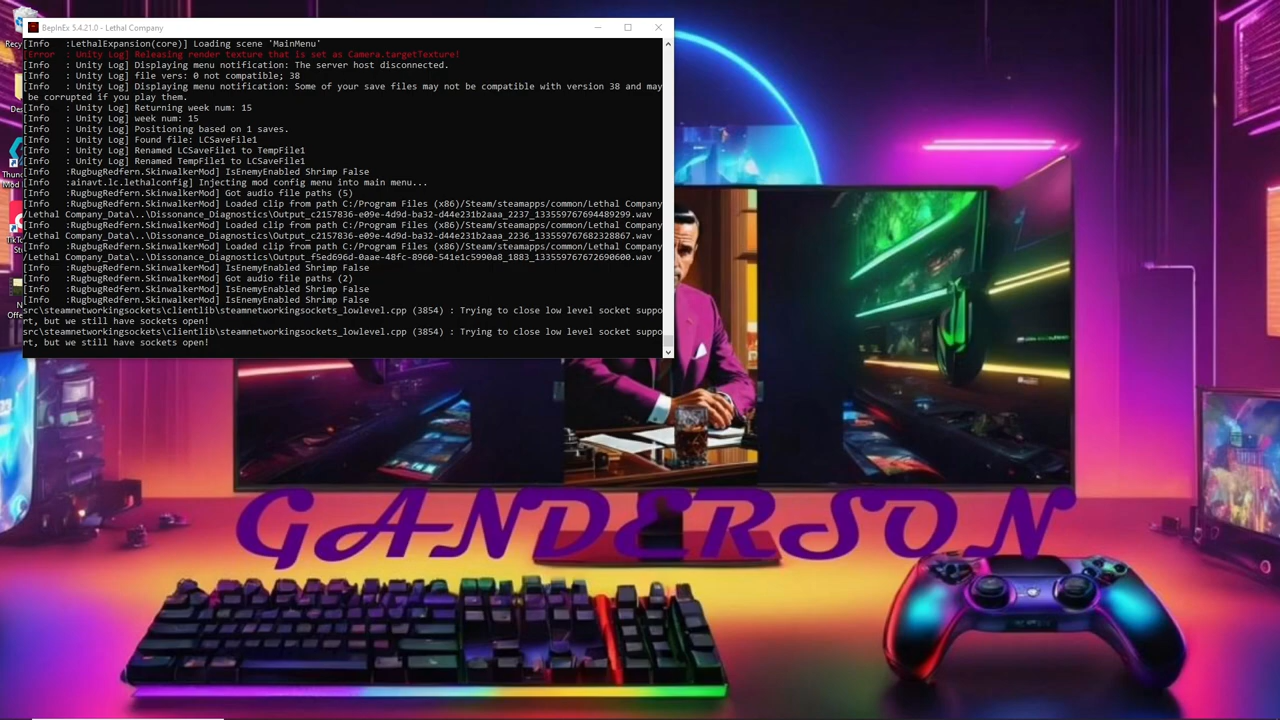 BepInEx 5.4.21.0 - Lethal Company
[Info   :LethalExpansion(core)] Loading scene 'MainMenu'
[Error  : Unity Log] Releasing render texture that is set as Camera.targetTexture!
[Info   : Unity Log] Displaying menu notification: The server host disconnected.
[Info   : Unity Log] file vers: 0 not compatible; 38
[Info   : Unity Log] Displaying menu notification: Some of your save files may not be compatible with version 38 and may
be corrupted if you play them.
[Info   : Unity Log] Returning week num: 15
[Info   : Unity Log] week num: 15
[Info   : Unity Log] Positioning based on 1 saves.
[Info   : Unity Log] Found file: LCSaveFile1
[Info   : Unity Log] Renamed LCSaveFile1 to TempFile1
[Info   : Unity Log] Renamed TempFile1 to LCSaveFile1
[Info   :RugbugRedfern.SkinwalkerMod] IsEnemyEnabled Shrimp False
[Info   :ainavt.lc.lethalconfig] Injecting mod config menu into main menu...
[Info   :RugbugRedfern.SkinwalkerMod] Got audio file paths (5)
[Info   :RugbugRedfern.SkinwalkerMod] Loaded clip from path C:/Program Files (x86)/Steam/steamapps/common/Lethal Company
/Lethal Company_Data\..\Dissonance_Diagnostics\Output_c2157836-e09e-4d9d-ba32-d44e231b2aaa_2237_133559767694489299.wav
[Info   :RugbugRedfern.SkinwalkerMod] Loaded clip from path C:/Program Files (x86)/Steam/steamapps/common/Lethal Company
/Lethal Company_Data\..\Dissonance_Diagnostics\Output_c2157836-e09e-4d9d-ba32-d44e231b2aaa_2236_133559767682328867.wav
[Info   :RugbugRedfern.SkinwalkerMod] Loaded clip from path C:/Program Files (x86)/Steam/steamapps/common/Lethal Company
/Lethal Company_Data\..\Dissonance_Diagnostics\Output_f5ed696d-0aae-48fc-8960-541e1c5990a8_1883_133559767672690600.wav
[Info   :RugbugRedfern.SkinwalkerMod] IsEnemyEnabled Shrimp False
[Info   :RugbugRedfern.SkinwalkerMod] Got audio file paths (2)
[Info   :RugbugRedfern.SkinwalkerMod] IsEnemyEnabled Shrimp False
[Info   :RugbugRedfern.SkinwalkerMod] IsEnemyEnabled Shrimp False
src\steamnetworkingsockets\clientlib\steamnetworkingsockets_lowlevel.cpp (3854) : Trying to close low level socket suppo
rt, but we still have sockets open!
src\steamnetworkingsockets\clientlib\steamnetworkingsockets_lowlevel.cpp (3854) : Trying to close low level socket suppo
rt, but we still have sockets open!
GANDERSON